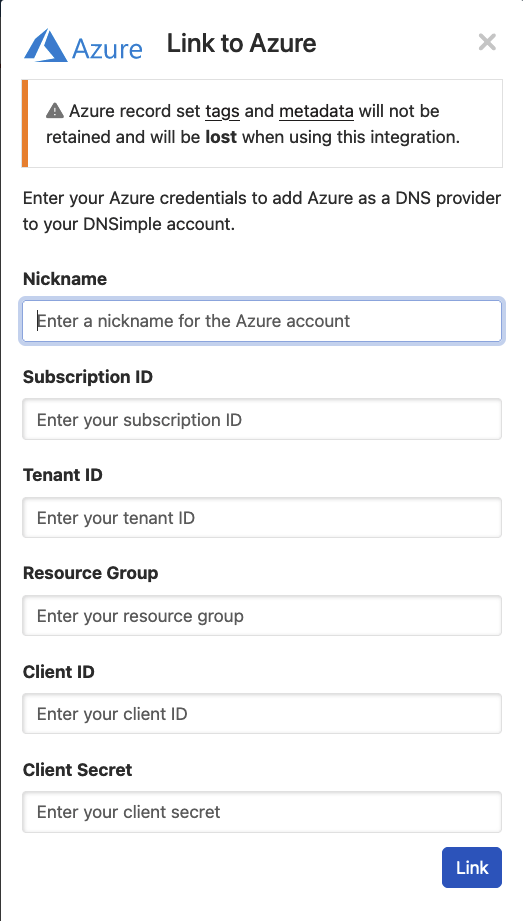 Azure Link to Azure
Azure record set tags and metadata will not be
retained and will be lost when using this integration.
Enter your Azure credentials to add Azure as a DNS provider
to your DNSimple account.
Nickname
Enter a nickname for the Azure account
Subscription ID
Enter your subscription ID
Tenant ID
Enter your tenant ID
Resource Group
Enter your resource group
Client ID
Enter your client ID
Client Secret
Enter your client secret
Link